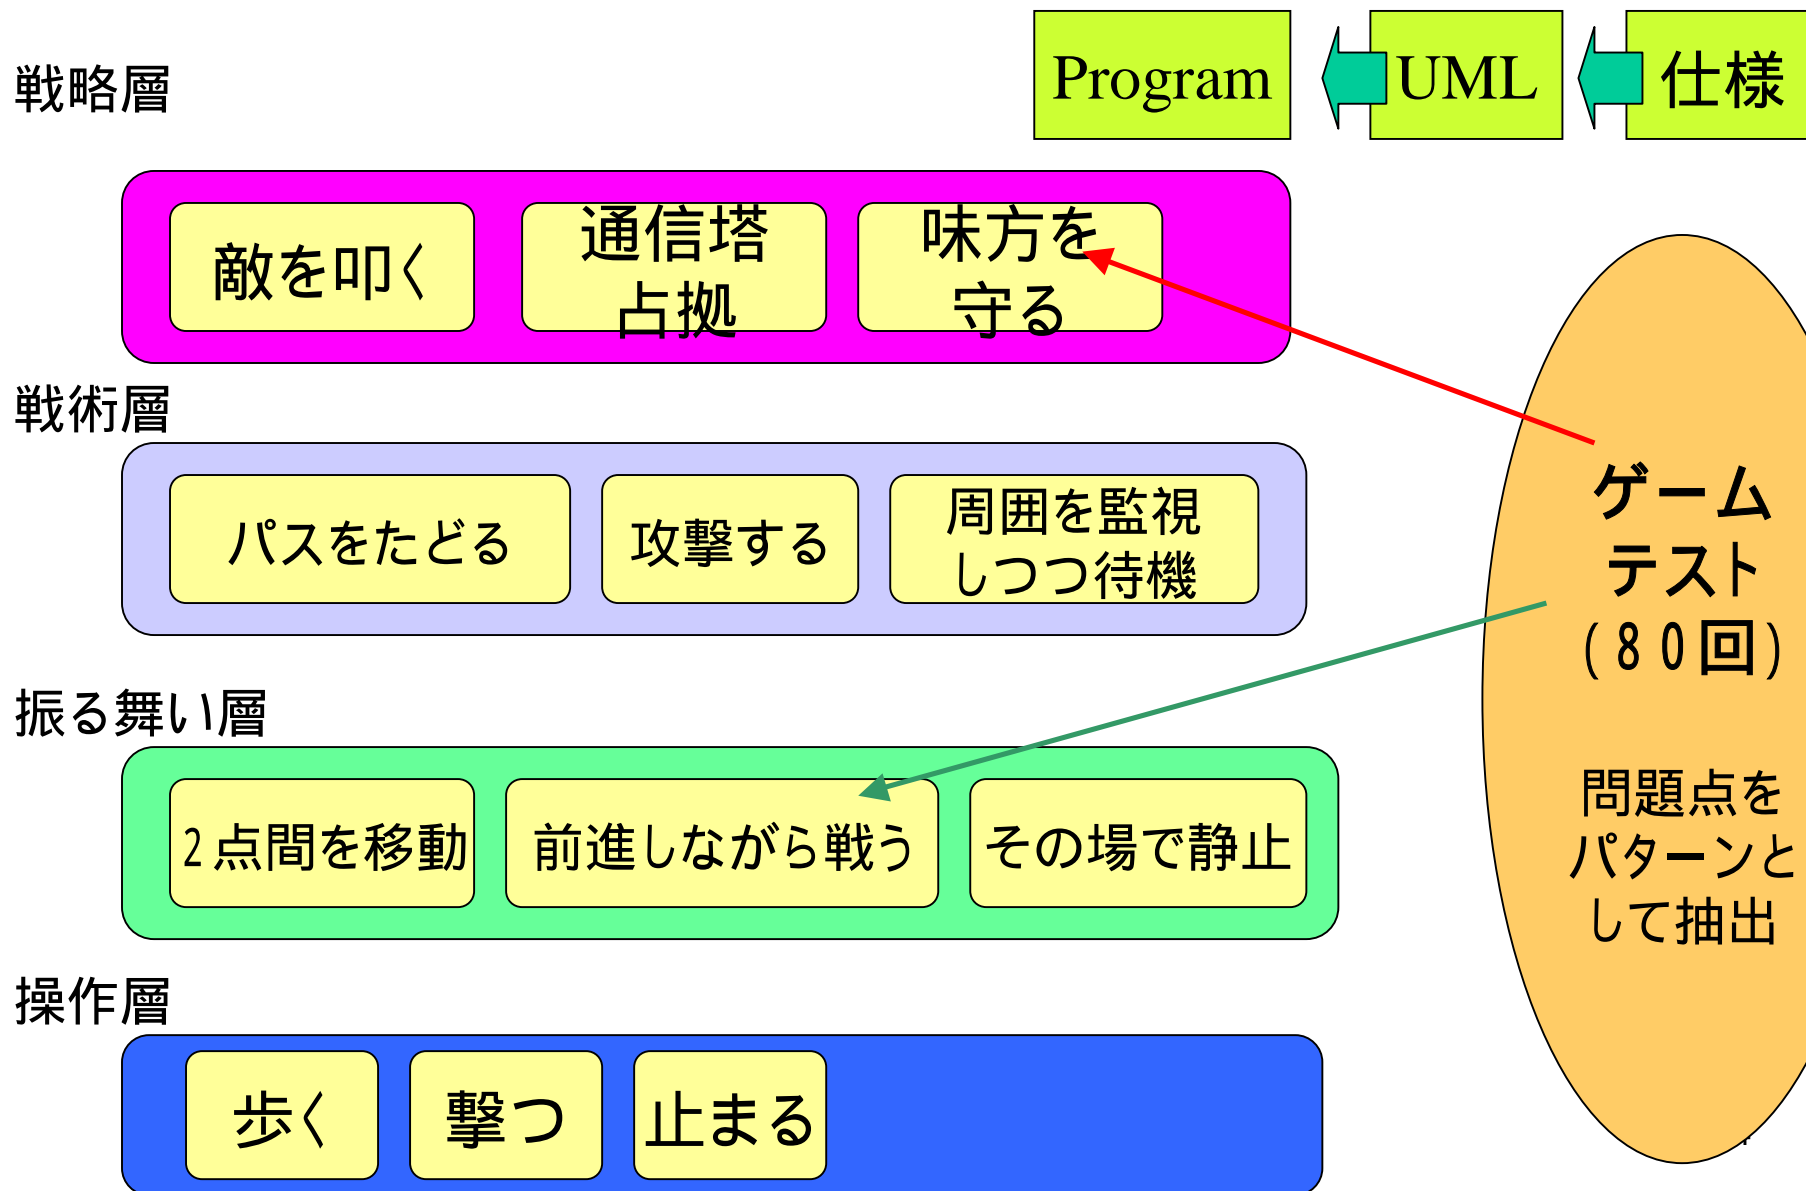 Program
UML
仕様
戦略層
敵を叩く
通信塔
占拠
味方を
守る
戦術層
パスをたどる
攻撃する
周囲を監視
しつつ待機
振る舞い層
2点間を移動
前進しながら戦う
その場で静止
操作層
歩く
撃つ
止まる
ゲーム
テスト
(80回)
問題点を
パターンと
して抽出